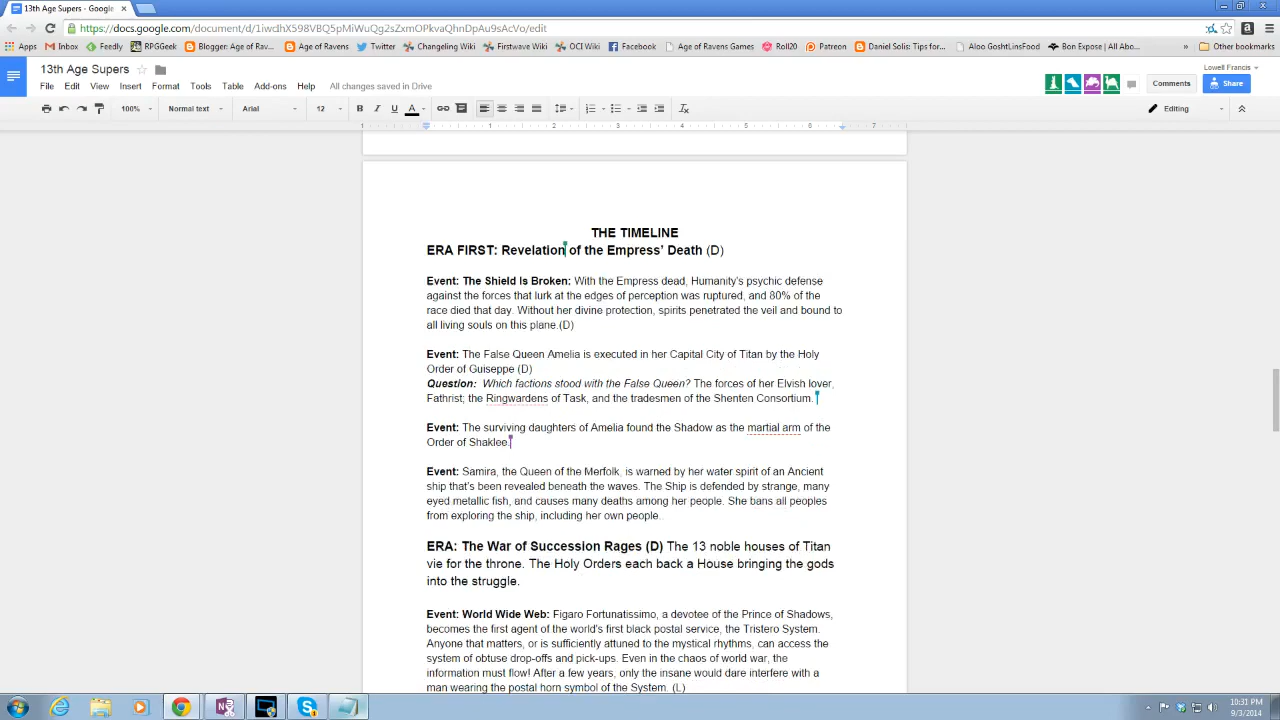 13th Age Supers - Google
https://docs.google.com/document/d/1iwcdhX598VBQ5pMiWuQg2sZxmOPkvaQhnDpAu9sAcVo/edit
Apps Inbox Feedly RPGGeek Blogger: Age of Rav... Age of Ravens Twitter Changeling Wiki Firstwave Wiki OCI Wiki Facebook Age of Ravens Games Roll20 Patreon Daniel Solis: Tips for... Aloo GoshtLinsFood Bon Expose | All Abo... » Other bookmarks
13th Age Supers
Lowell Francis
File Edit View Insert Format Tools Table Add-ons Help All changes saved in Drive
Comments Share
100% Normal text Arial 12 B I U A Editing
1 1 2 3 4 5 6 7
THE TIMELINE
ERA FIRST: Revelation of the Empress' Death (D)
Event: The Shield Is Broken: With the Empress dead, Humanity's psychic defense
against the forces that lurk at the edges of perception was ruptured, and 80% of the
race died that day. Without her divine protection, spirits penetrated the veil and bound to
all living souls on this plane.(D)
Event: The False Queen Amelia is executed in her Capital City of Titan by the Holy
Order of Guiseppe (D)
Question: Which factions stood with the False Queen? The forces of her Elvish lover,
Fathrist; the Ringwardens of Task, and the tradesmen of the Shenten Consortium.
Event: The surviving daughters of Amelia found the Shadow as the martial arm of the
Order of Shaklee.
Event: Samira, the Queen of the Merfolk, is warned by her water spirit of an Ancient
ship that's been revealed beneath the waves. The Ship is defended by strange, many
eyed metallic fish, and causes many deaths among her people. She bans all peoples
from exploring the ship, including her own people.
ERA: The War of Succession Rages (D) The 13 noble houses of Titan
vie for the throne. The Holy Orders each back a House bringing the gods
into the struggle.
Event: World Wide Web: Figaro Fortunatissimo, a devotee of the Prince of Shadows,
becomes the first agent of the world's first black postal service, the Tristero System.
Anyone that matters, or is sufficiently attuned to the mystical rhythms, can access the
system of obtuse drop-offs and pick-ups. Even in the chaos of world war, the
information must flow! After a few years, only the insane would dare interfere with a
man wearing the postal horn symbol of the System. (L)
10:31 PM
9/3/2014